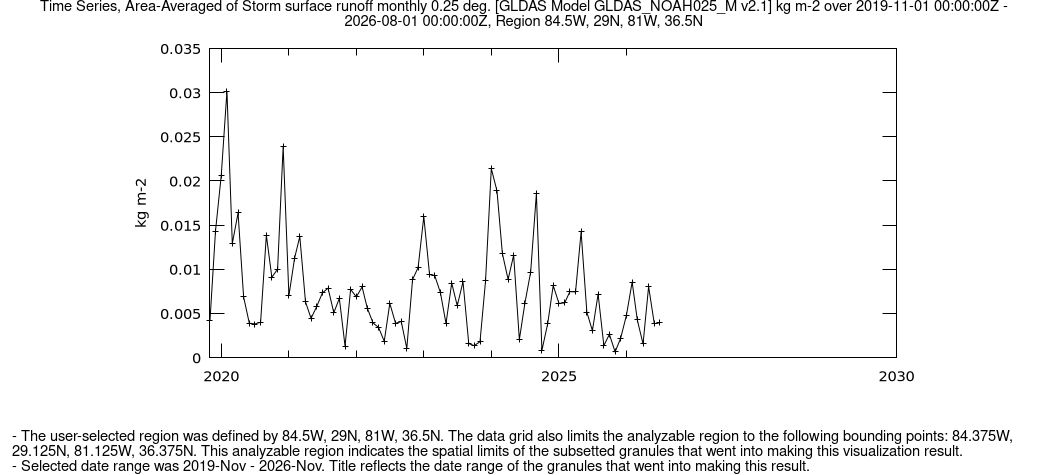 Time Series, Area-Averaged of Storm surface runoff monthly 0.25 deg. [GLDAS Model GLDAS_NOAH025_M v2.1] kg m-2 over 2019-11-01 00:00:00Z -
2026-08-01 00:00:00Z, Region 84.5W, 29N, 81W, 36.5N
0.035
0.03
0.025
0.02
0.015
0.01
0.005
0
kg m-2
2020
2025
2030
- The user-selected region was defined by 84.5W, 29N, 81W, 36.5N. The data grid also limits the analyzable region to the following bounding points: 84.375W,
29.125N, 81.125W, 36.375N. This analyzable region indicates the spatial limits of the subsetted granules that went into making this visualization result.
- Selected date range was 2019-Nov - 2026-Nov. Title reflects the date range of the granules that went into making this result.